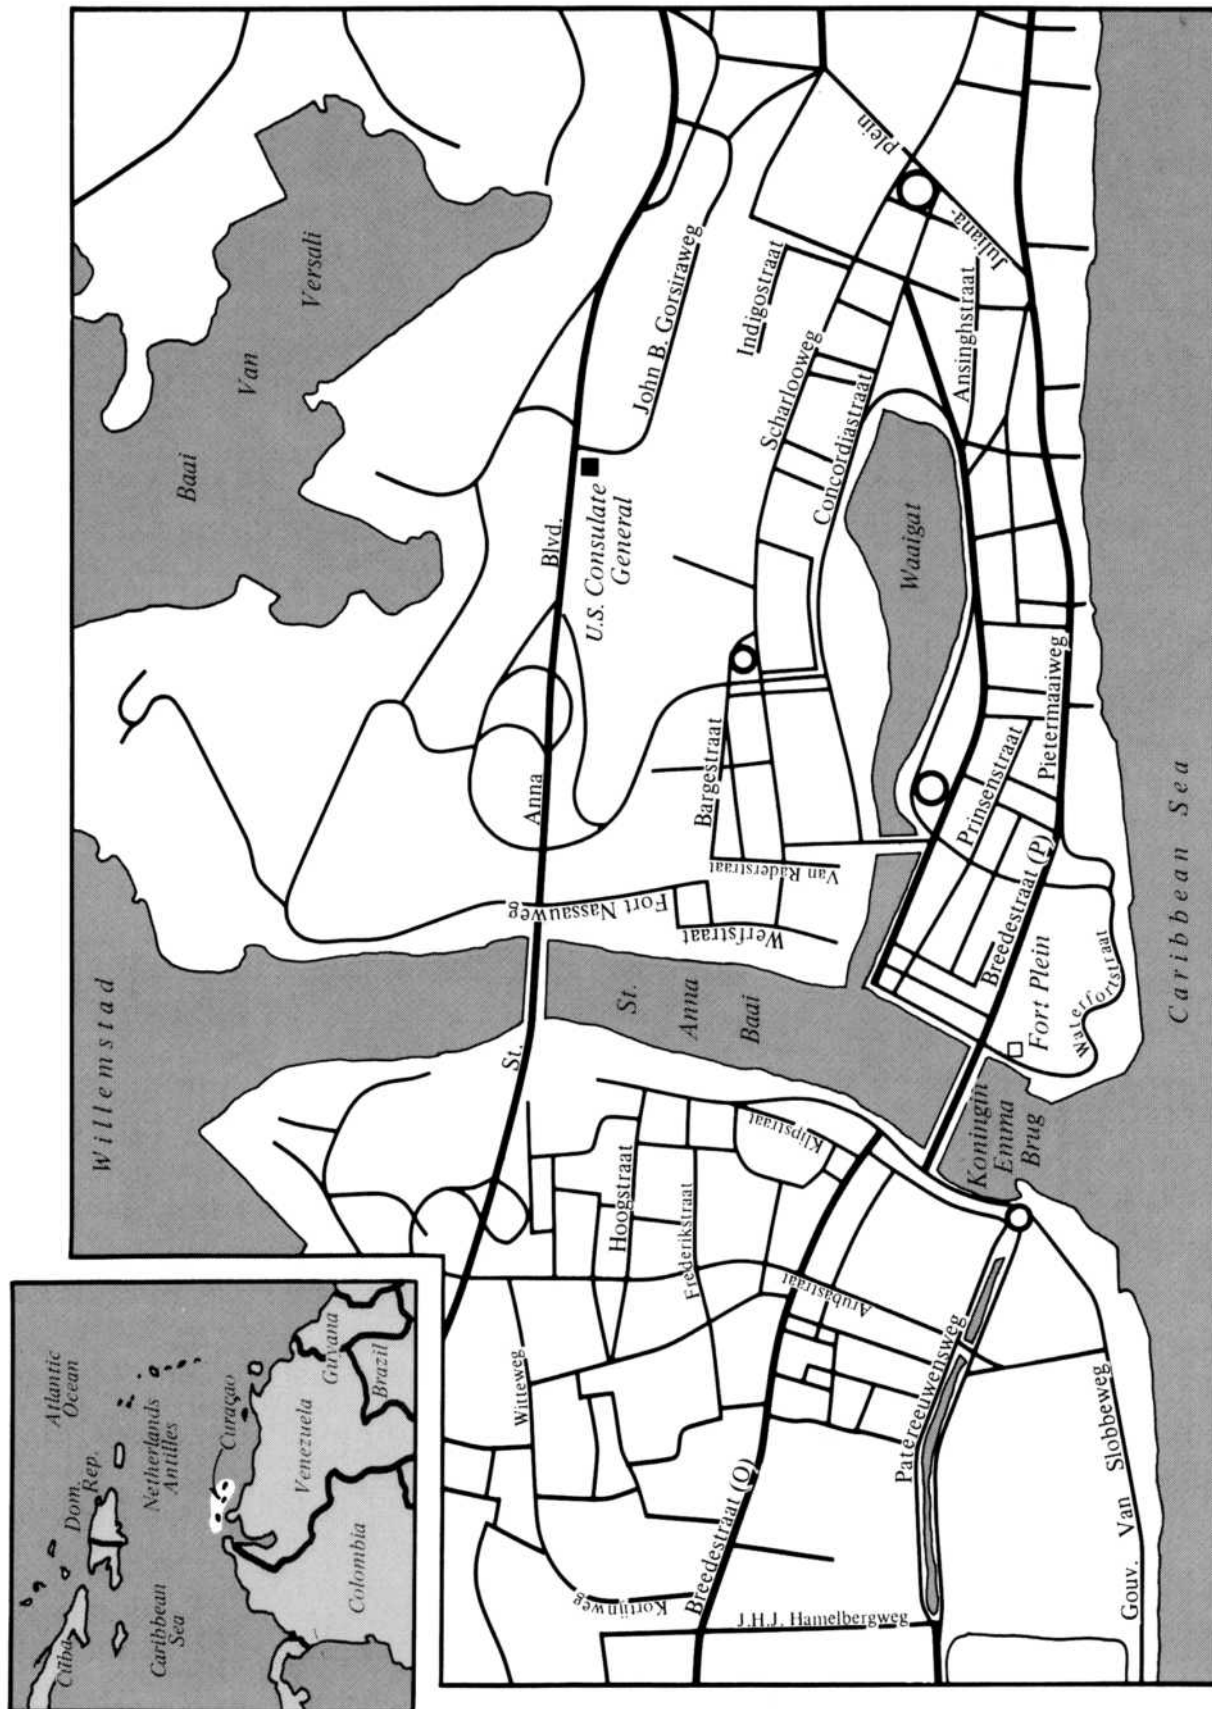 Willemstad
Baai
Van
Versali
St.
Anna
Blvd.
U.S. Consulate
General
John B. Gorsiraweg
Indigostraat
plein
Juliana-
Scharlooweg
Concordiastraat
Ansinghstraat
Waaigat
Bargestraat
Van Raderstraat
Fort Nassauweg
Werfstraat
St.
Anna
Baai
Prinsenstraat
Pietermaaiweg
Breedestraat (P)
Fort Plein
Waterfortstraat
Caribbean Sea
Koningin
Emma
Brug
Klipstraat
Hoogstraat
Frederikstraat
Arubastraat
Witteweg
Patereeuwensweg
Breedestraat (O)
Kortijnweg
J.H.J. Hamelbergweg
Gouv. Van Slobbeweg
Atlantic
Ocean
Cuba
Dom.
Rep.
Netherlands
Antilles
Curaçao
Caribbean
Sea
Venezuela
Guyana
Brazil
Colombia